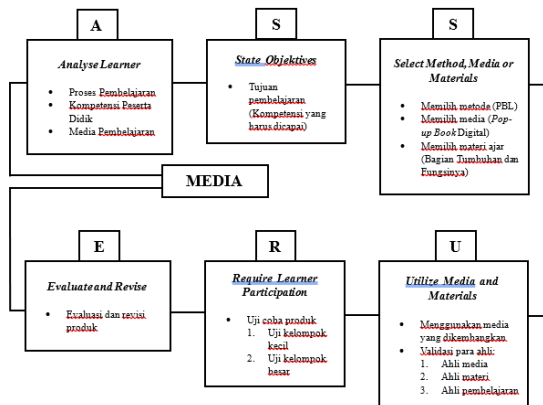 A
Analyse Learner
• Proses Pembelajaran
• Kompetensi Peserta
Didik
• Media Pembelajaran
S
State Objektives
• Tujuan
pembelajaran
(Kompetensi yang
harus dicapai)
S
Select Method, Media or
Materials
• Memilih metode (PBL)
• Memilih media (Pop-
up Book Digital)
• Memilih materi ajar
(Bagian Tumbuhan dan
Fungsinya)
MEDIA
E
Evaluate and Revise
• Evaluasi dan revisi
produk
R
Require Learner
Participation
• Uji coba produk
1. Uji kelompok
kecil
2. Uji kelompok
besar
U
Utilize Media and
Materials
• Menggunakan media
yang dikembangkan
• Validasi para ahli:
1. Ahli media
2. Ahli materi
3. Ahli pembelajaran